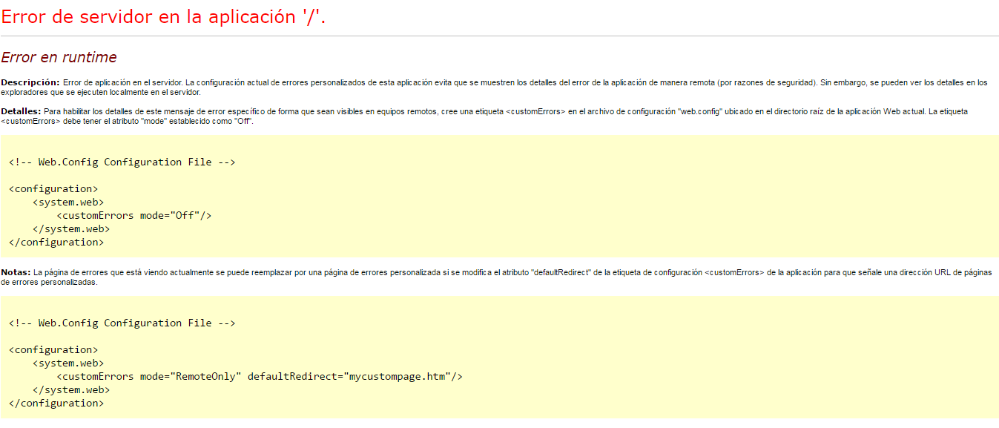 Error de servidor en la aplicación '/'.
Error en runtime
Descripción: Error de aplicación en el servidor. La configuración actual de errores personalizados de esta aplicación evita que se muestren los detalles del error de la aplicación de manera remota (por razones de seguridad). Sin embargo, se pueden ver los detalles en los
exploradores que se ejecuten localmente en el servidor.
Detalles: Para habilitar los detalles de este mensaje de error específico de forma que sean visibles en equipos remotos, cree una etiqueta <customErrors> en el archivo de configuración "web.config" ubicado en el directorio raíz de la aplicación Web actual. La etiqueta
<customErrors> debe tener el atributo "mode" establecido como "Off".
<!-- Web.Config Configuration File -->
<configuration>
    <system.web>
        <customErrors mode="Off"/>
    </system.web>
</configuration>
Notas: La página de errores que está viendo actualmente se puede reemplazar por una página de errores personalizada si se modifica el atributo "defaultRedirect" de la etiqueta de configuración <customErrors> de la aplicación para que señale una dirección URL de páginas
de errores personalizadas.
<!-- Web.Config Configuration File -->
<configuration>
    <system.web>
        <customErrors mode="RemoteOnly" defaultRedirect="mycustompage.htm"/>
    </system.web>
</configuration>